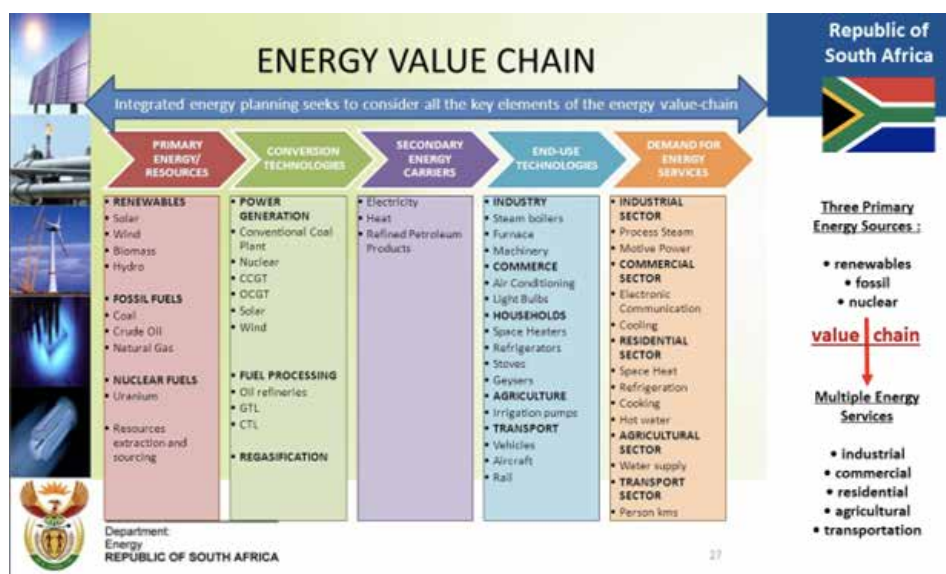 ENERGY VALUE CHAIN
Integrated energy planning seeks to consider all the key elements of the energy value-chain
PRIMARY
ENERGY/
RESOURCES
• RENEWABLES
• Solar
• Wind
• Biomass
• Hydro
• FOSSIL FUELS
• Coal
• Crude Oil
• Natural Gas
• NUCLEAR FUELS
• Uranium
• Resources
extraction and
sourcing
CONVERSION
TECHNOLOGIES
• POWER
GENERATION
• Conventional Coal
Plant
• Nuclear
• CCGT
• OCGT
• Solar
• Wind
• FUEL PROCESSING
• Oil refineries
• GTL
• CTL
• REGASIFICATION
SECONDARY
ENERGY
CARRIERS
• Electricity
• Heat
• Refined Petroleum
Products
END-USE
TECHNOLOGIES
• INDUSTRY
• Steam boilers
• Furnace
• Machinery
• COMMERCE
• Air Conditioning
• Light Bulbs
• HOUSEHOLDS
• Space Heaters
• Refrigerators
• Stoves
• Geysers
• AGRICULTURE
• Irrigation pumps
• TRANSPORT
• Vehicles
• Aircraft
• Rail
DEMAND FOR
ENERGY
SERVICES
• INDUSTRIAL
SECTOR
• Process Steam
• Motive Power
• COMMERCIAL
SECTOR
• Electronic
Communication
• Cooling
• RESIDENTIAL
SECTOR
• Space Heat
• Refrigeration
• Cooking
• Hot water
• AGRICULTURAL
SECTOR
• Water supply
• TRANSPORT
SECTOR
• Person kms
Republic of
South Africa
Three Primary
Energy Sources :
• renewables
• fossil
• nuclear
value chain
Multiple Energy
Services
• industrial
• commercial
• residential
• agricultural
• transportation
Department:
Energy
REPUBLIC OF SOUTH AFRICA
27